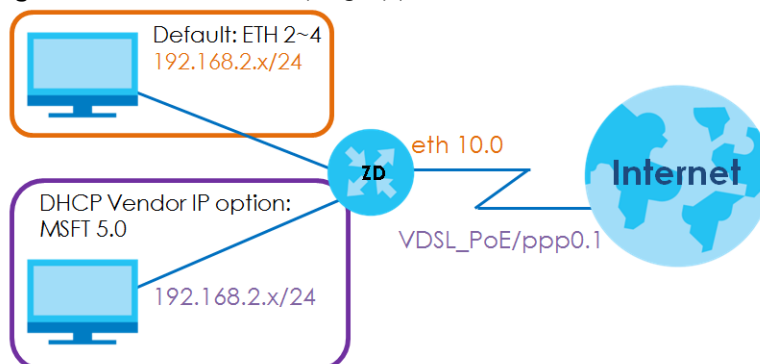 Default: ETH 2~4
192.168.2.x/24
eth 10.0
ZD
Internet
DHCP Vendor IP option:
MSFT 5.0
VDSL_PoE/ppp0.1
192.168.2.x/24